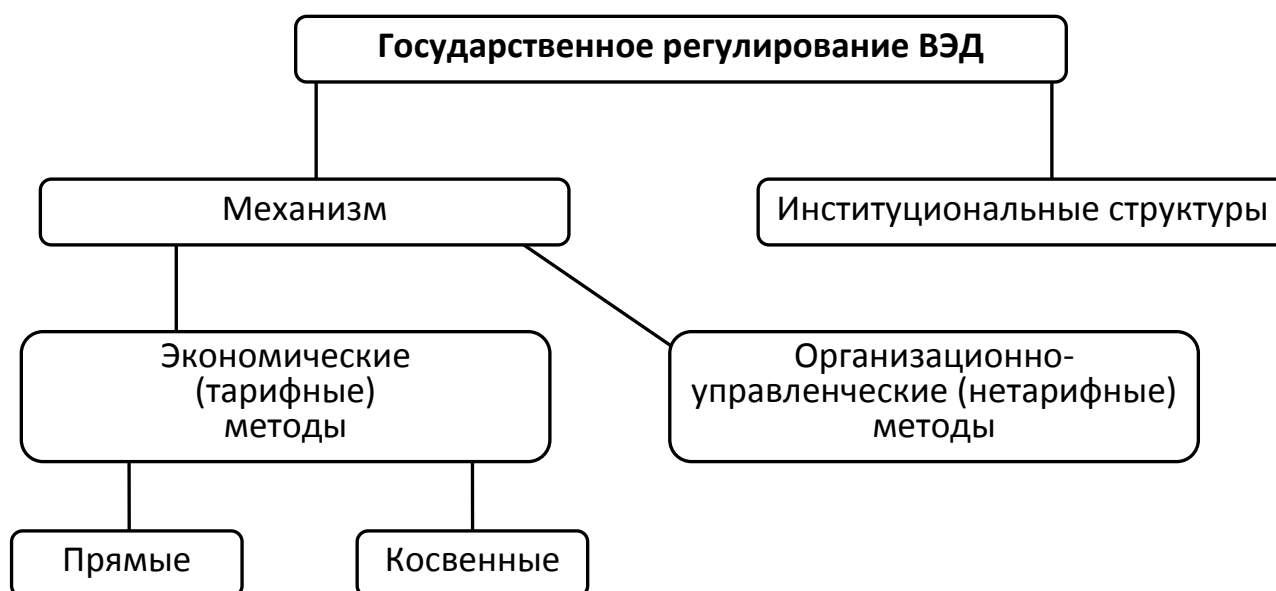 Государственное регулирование ВЭД
Механизм
Институциональные структуры
Экономические
(тарифные)
методы
Организационно-
управленческие (нетарифные)
методы
Прямые
Косвенные